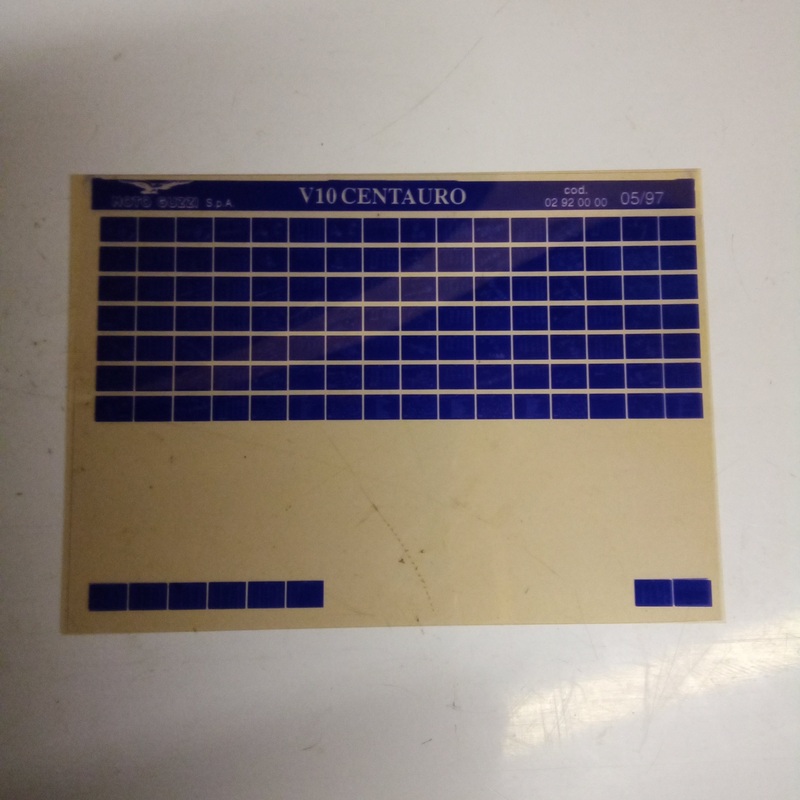 MOTO GUZZI S.p.A. V10 CENTAURO cod. 05/97
02 92 00 00